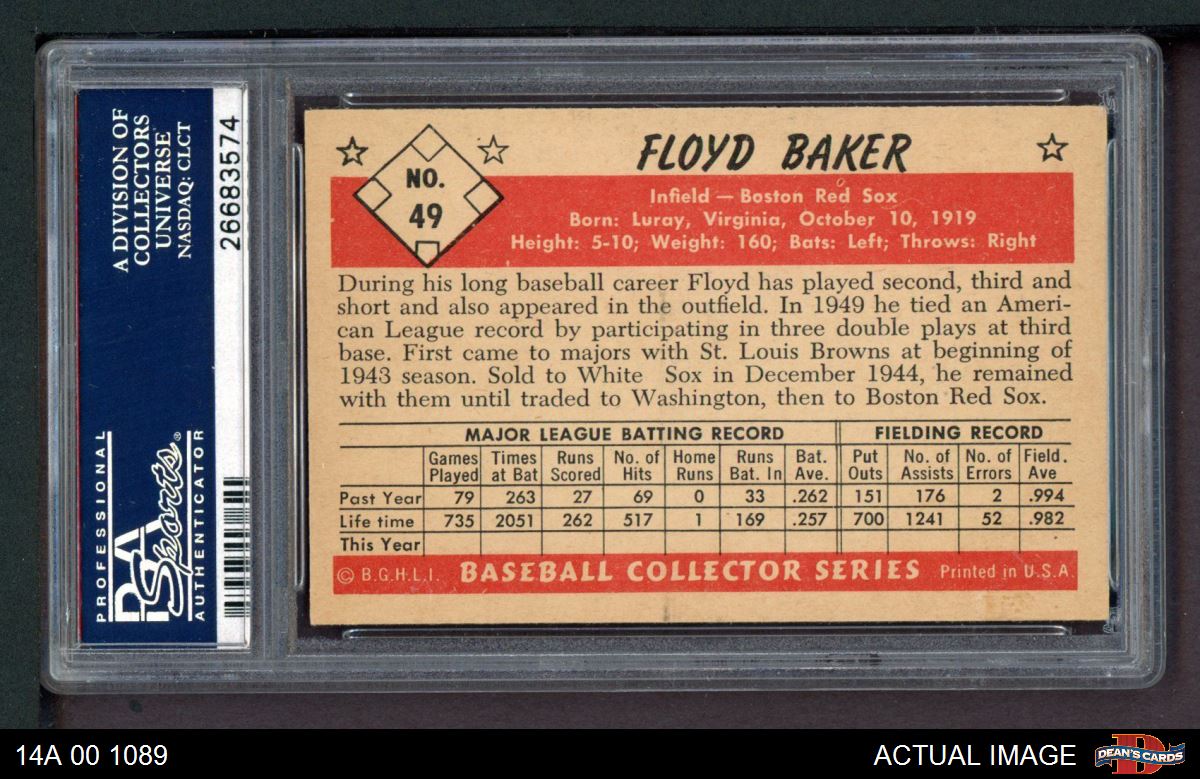 A DIVISION OF
COLLECTORS
UNIVERSE
NASDAQ: CLCT
26683574
PROFESSIONAL
PSA
Sports®
AUTHENTICATOR
NO.
49
FLOYD BAKER
Infield — Boston Red Sox
Born: Luray, Virginia, October 10, 1919
Height: 5-10; Weight: 160; Bats: Left; Throws: Right
During his long baseball career Floyd has played second, third and
short and also appeared in the outfield. In 1949 he tied an Ameri-
can League record by participating in three double plays at third
base. First came to majors with St. Louis Browns at beginning of
1943 season. Sold to White Sox in December 1944, he remained
with them until traded to Washington, then to Boston Red Sox.
MAJOR LEAGUE BATTING RECORD FIELDING RECORD
Games Times Runs No. of Home Runs Bat. Put No. of No. of Field.
Played at Bat Scored Hits Runs Bat. In Ave. Outs Assists Errors Ave
Past Year 79 263 27 69 0 33 .262 151 176 2 .994
Life time 735 2051 262 517 1 169 .257 700 1241 52 .982
This Year
© B.G.H.L.I. BASEBALL COLLECTOR SERIES Printed in U.S.A.
14A 00 1089
ACTUAL IMAGE
DEAN'S CARDS